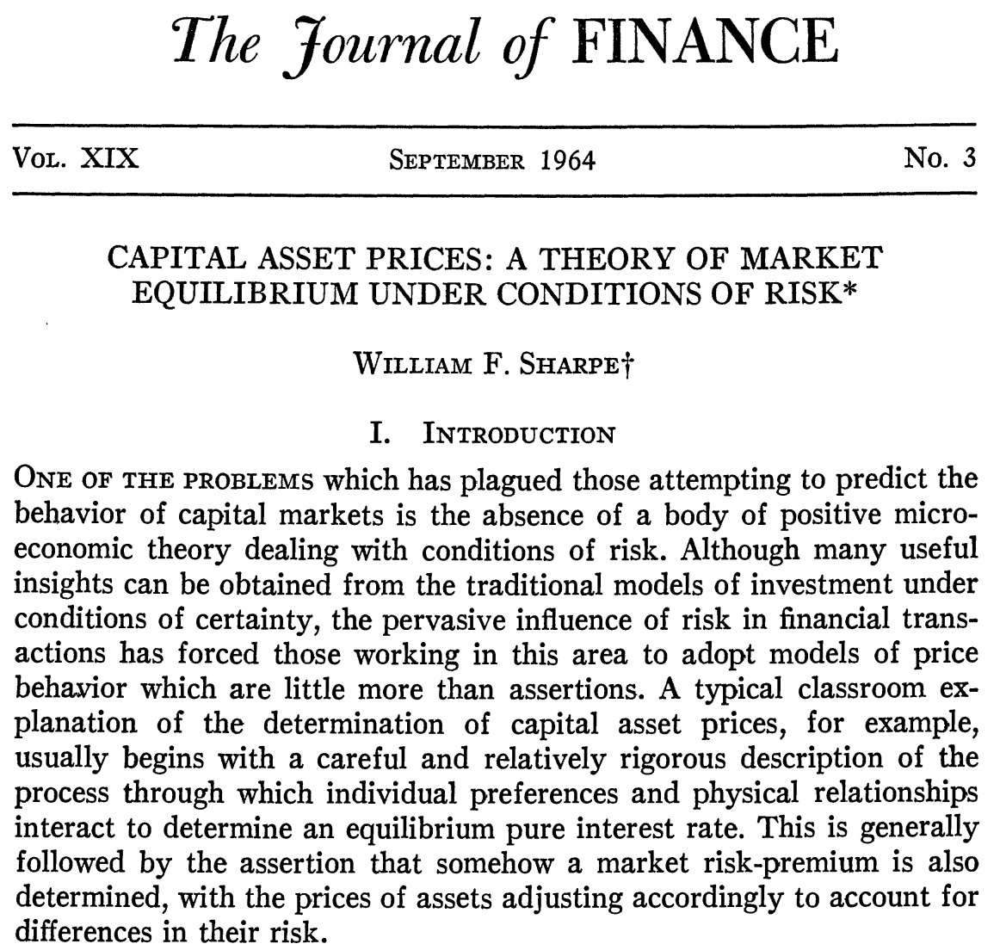 The Journal of FINANCE
VOL. XIX SEPTEMBER 1964 No. 3
CAPITAL ASSET PRICES: A THEORY OF MARKET
EQUILIBRIUM UNDER CONDITIONS OF RISK*
WILLIAM F. SHARPE†
I. INTRODUCTION
ONE OF THE PROBLEMS which has plagued those attempting to predict the
behavior of capital markets is the absence of a body of positive micro-
economic theory dealing with conditions of risk. Although many useful
insights can be obtained from the traditional models of investment under
conditions of certainty, the pervasive influence of risk in financial trans-
actions has forced those working in this area to adopt models of price
behavior which are little more than assertions. A typical classroom ex-
planation of the determination of capital asset prices, for example,
usually begins with a careful and relatively rigorous description of the
process through which individual preferences and physical relationships
interact to determine an equilibrium pure interest rate. This is generally
followed by the assertion that somehow a market risk-premium is also
determined, with the prices of assets adjusting accordingly to account for
differences in their risk.